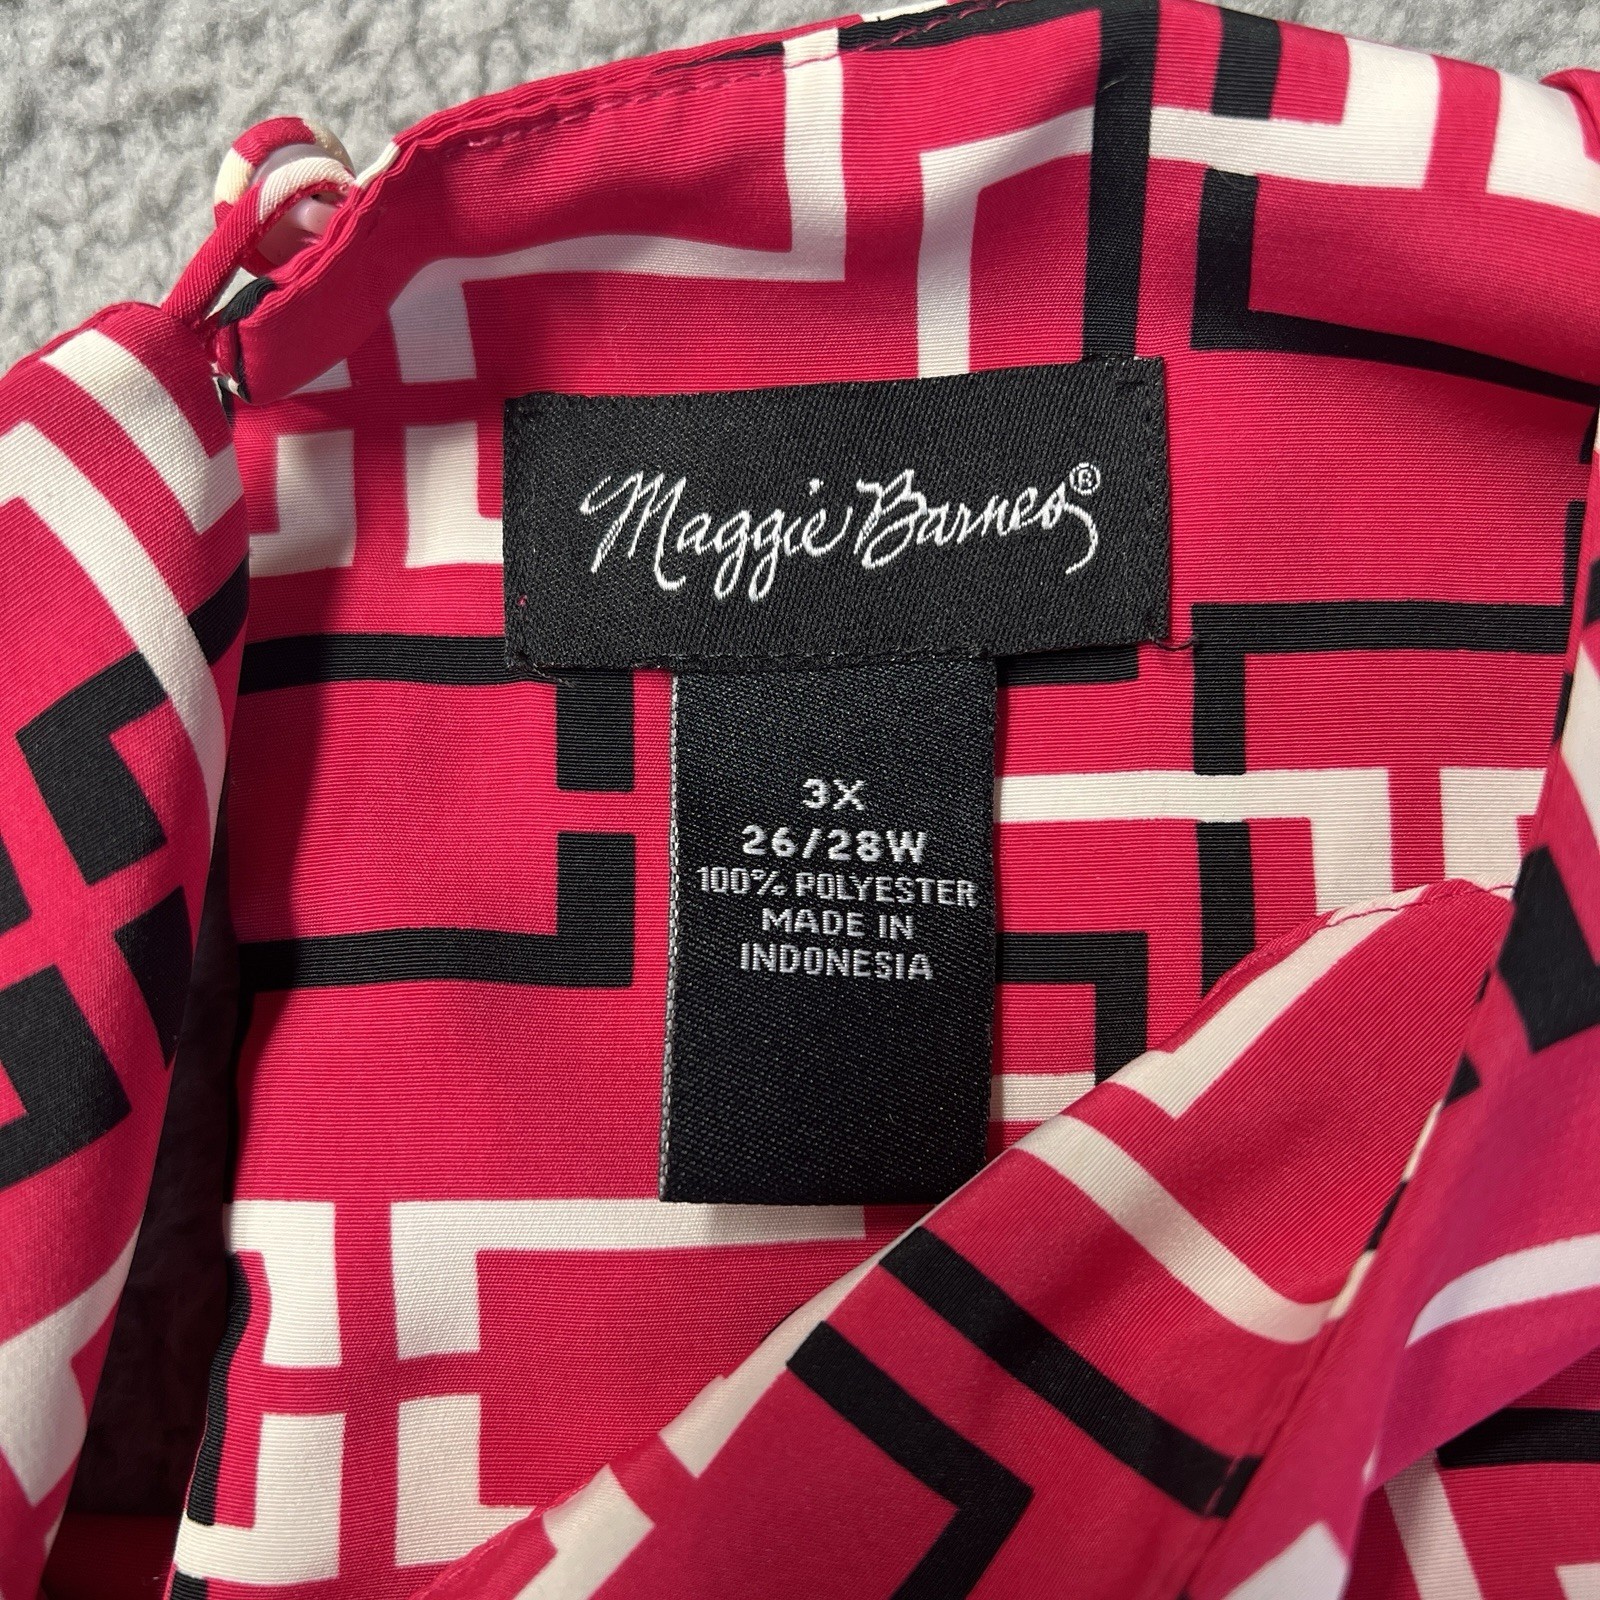 Maggie Barnes®
3X
26/28W
100% POLYESTER
MADE IN
INDONESIA